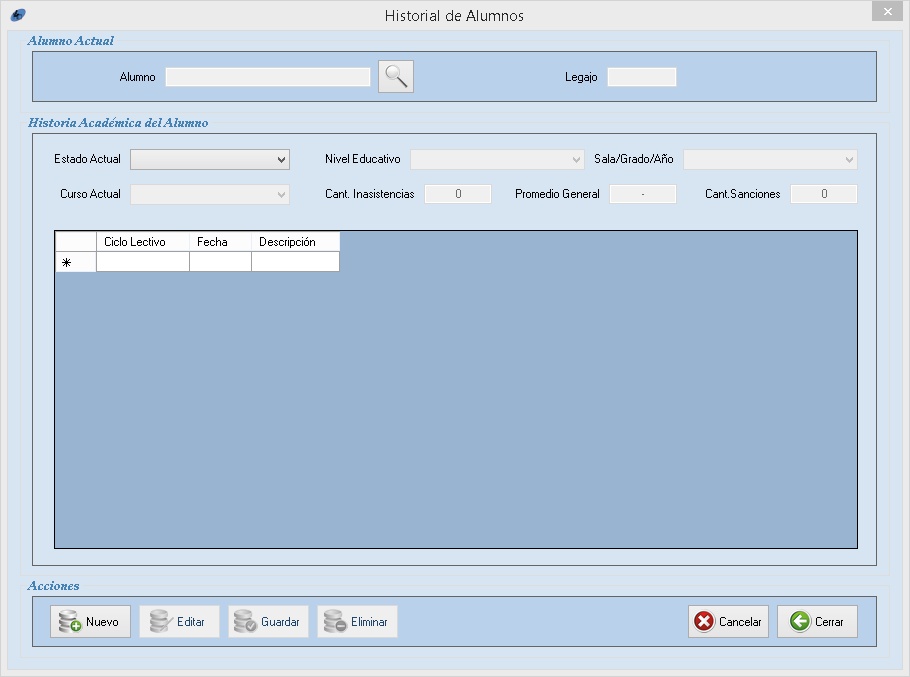 Historial de Alumnos
Alumno Actual
Alumno
Legajo
Historia Académica del Alumno
Estado Actual
Nivel Educativo
Sala/Grado/Año
Curso Actual
Cant. Inasistencias 0
Promedio General -
Cant.Sanciones 0
Ciclo Lectivo Fecha Descripción
Acciones
Nuevo Editar Guardar Eliminar Cancelar Cerrar